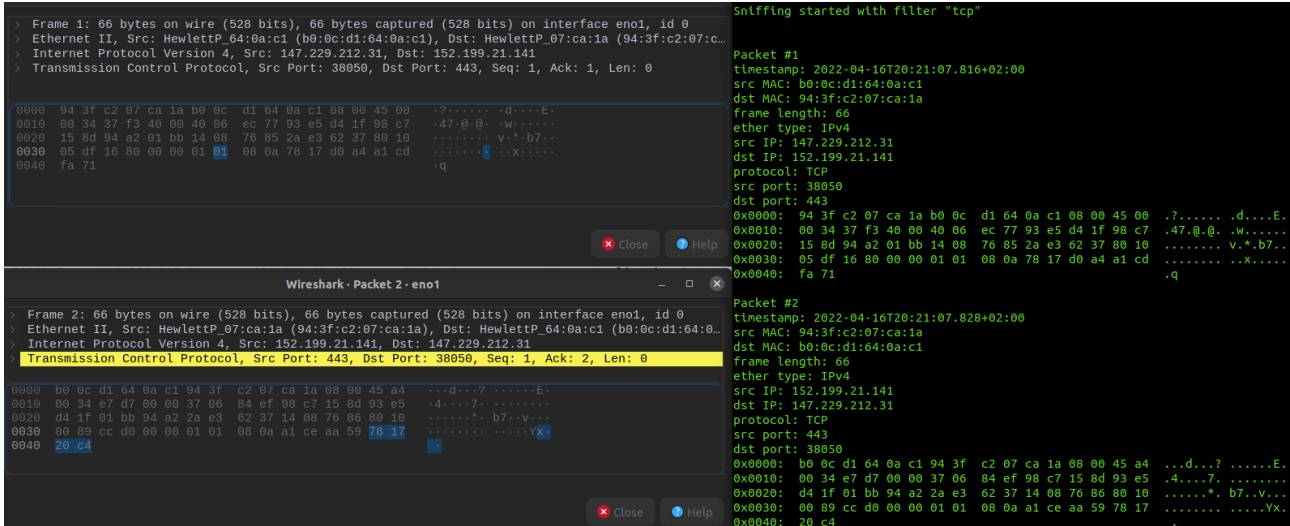 > Frame 1: 66 bytes on wire (528 bits), 66 bytes captured (528 bits) on interface eno1, id 0
> Ethernet II, Src: HewlettP_64:0a:c1 (b0:0c:d1:64:0a:c1), Dst: HewlettP_07:ca:1a (94:3f:c2:07:c…
> Internet Protocol Version 4, Src: 147.229.212.31, Dst: 152.199.21.141
> Transmission Control Protocol, Src Port: 38050, Dst Port: 443, Seq: 1, Ack: 1, Len: 0
0000 94 3f c2 07 ca 1a b0 0c d1 64 0a c1 08 00 45 00 ·?······ ·d····E·
0010 00 34 37 f3 40 00 40 06 ec 77 93 e5 d4 1f 98 c7 ·47·@·@· ·w······
0020 15 8d 94 a2 01 bb 14 08 76 85 2a e3 62 37 80 10 ········ v·*·b7··
0030 05 df 16 80 00 00 01 01 08 0a 78 17 d0 a4 a1 cd ········ ··x·····
0040 fa 71 ·q
Close
Help
Wireshark · Packet 2 · eno1
> Frame 2: 66 bytes on wire (528 bits), 66 bytes captured (528 bits) on interface eno1, id 0
> Ethernet II, Src: HewlettP_07:ca:1a (94:3f:c2:07:ca:1a), Dst: HewlettP_64:0a:c1 (b0:0c:d1:64:0…
> Internet Protocol Version 4, Src: 152.199.21.141, Dst: 147.229.212.31
> Transmission Control Protocol, Src Port: 443, Dst Port: 38050, Seq: 1, Ack: 2, Len: 0
0000 b0 0c d1 64 0a c1 94 3f c2 07 ca 1a 08 00 45 a4 ···d···? ······E·
0010 00 34 e7 d7 00 00 37 06 84 ef 98 c7 15 8d 93 e5 ·4····7· ········
0020 d4 1f 01 bb 94 a2 2a e3 62 37 14 08 76 86 80 10 ······*· b7··v···
0030 00 89 cc d0 00 00 01 01 08 0a a1 ce aa 59 78 17 ········ ·····Yx·
0040 20 c4 ·
Close
Help
Sniffing started with filter "tcp"
Packet #1
timestamp: 2022-04-16T20:21:07.816+02:00
src MAC: b0:0c:d1:64:0a:c1
dst MAC: 94:3f:c2:07:ca:1a
frame length: 66
ether type: IPv4
src IP: 147.229.212.31
dst IP: 152.199.21.141
protocol: TCP
src port: 38050
dst port: 443
0x0000: 94 3f c2 07 ca 1a b0 0c d1 64 0a c1 08 00 45 00 .?...... .d....E.
0x0010: 00 34 37 f3 40 00 40 06 ec 77 93 e5 d4 1f 98 c7 .47.@.@. .w......
0x0020: 15 8d 94 a2 01 bb 14 08 76 85 2a e3 62 37 80 10 ........ v.*.b7..
0x0030: 05 df 16 80 00 00 01 01 08 0a 78 17 d0 a4 a1 cd ........ ..x.....
0x0040: fa 71 .q
Packet #2
timestamp: 2022-04-16T20:21:07.828+02:00
src MAC: 94:3f:c2:07:ca:1a
dst MAC: b0:0c:d1:64:0a:c1
frame length: 66
ether type: IPv4
src IP: 152.199.21.141
dst IP: 147.229.212.31
protocol: TCP
src port: 443
dst port: 38050
0x0000: b0 0c d1 64 0a c1 94 3f c2 07 ca 1a 08 00 45 a4 ...d...? ......E.
0x0010: 00 34 e7 d7 00 00 37 06 84 ef 98 c7 15 8d 93 e5 .4....7. ........
0x0020: d4 1f 01 bb 94 a2 2a e3 62 37 14 08 76 86 80 10 ......*. b7..v...
0x0030: 00 89 cc d0 00 00 01 01 08 0a a1 ce aa 59 78 17 ........ .....Yx.
0x0040: 20 c4 .